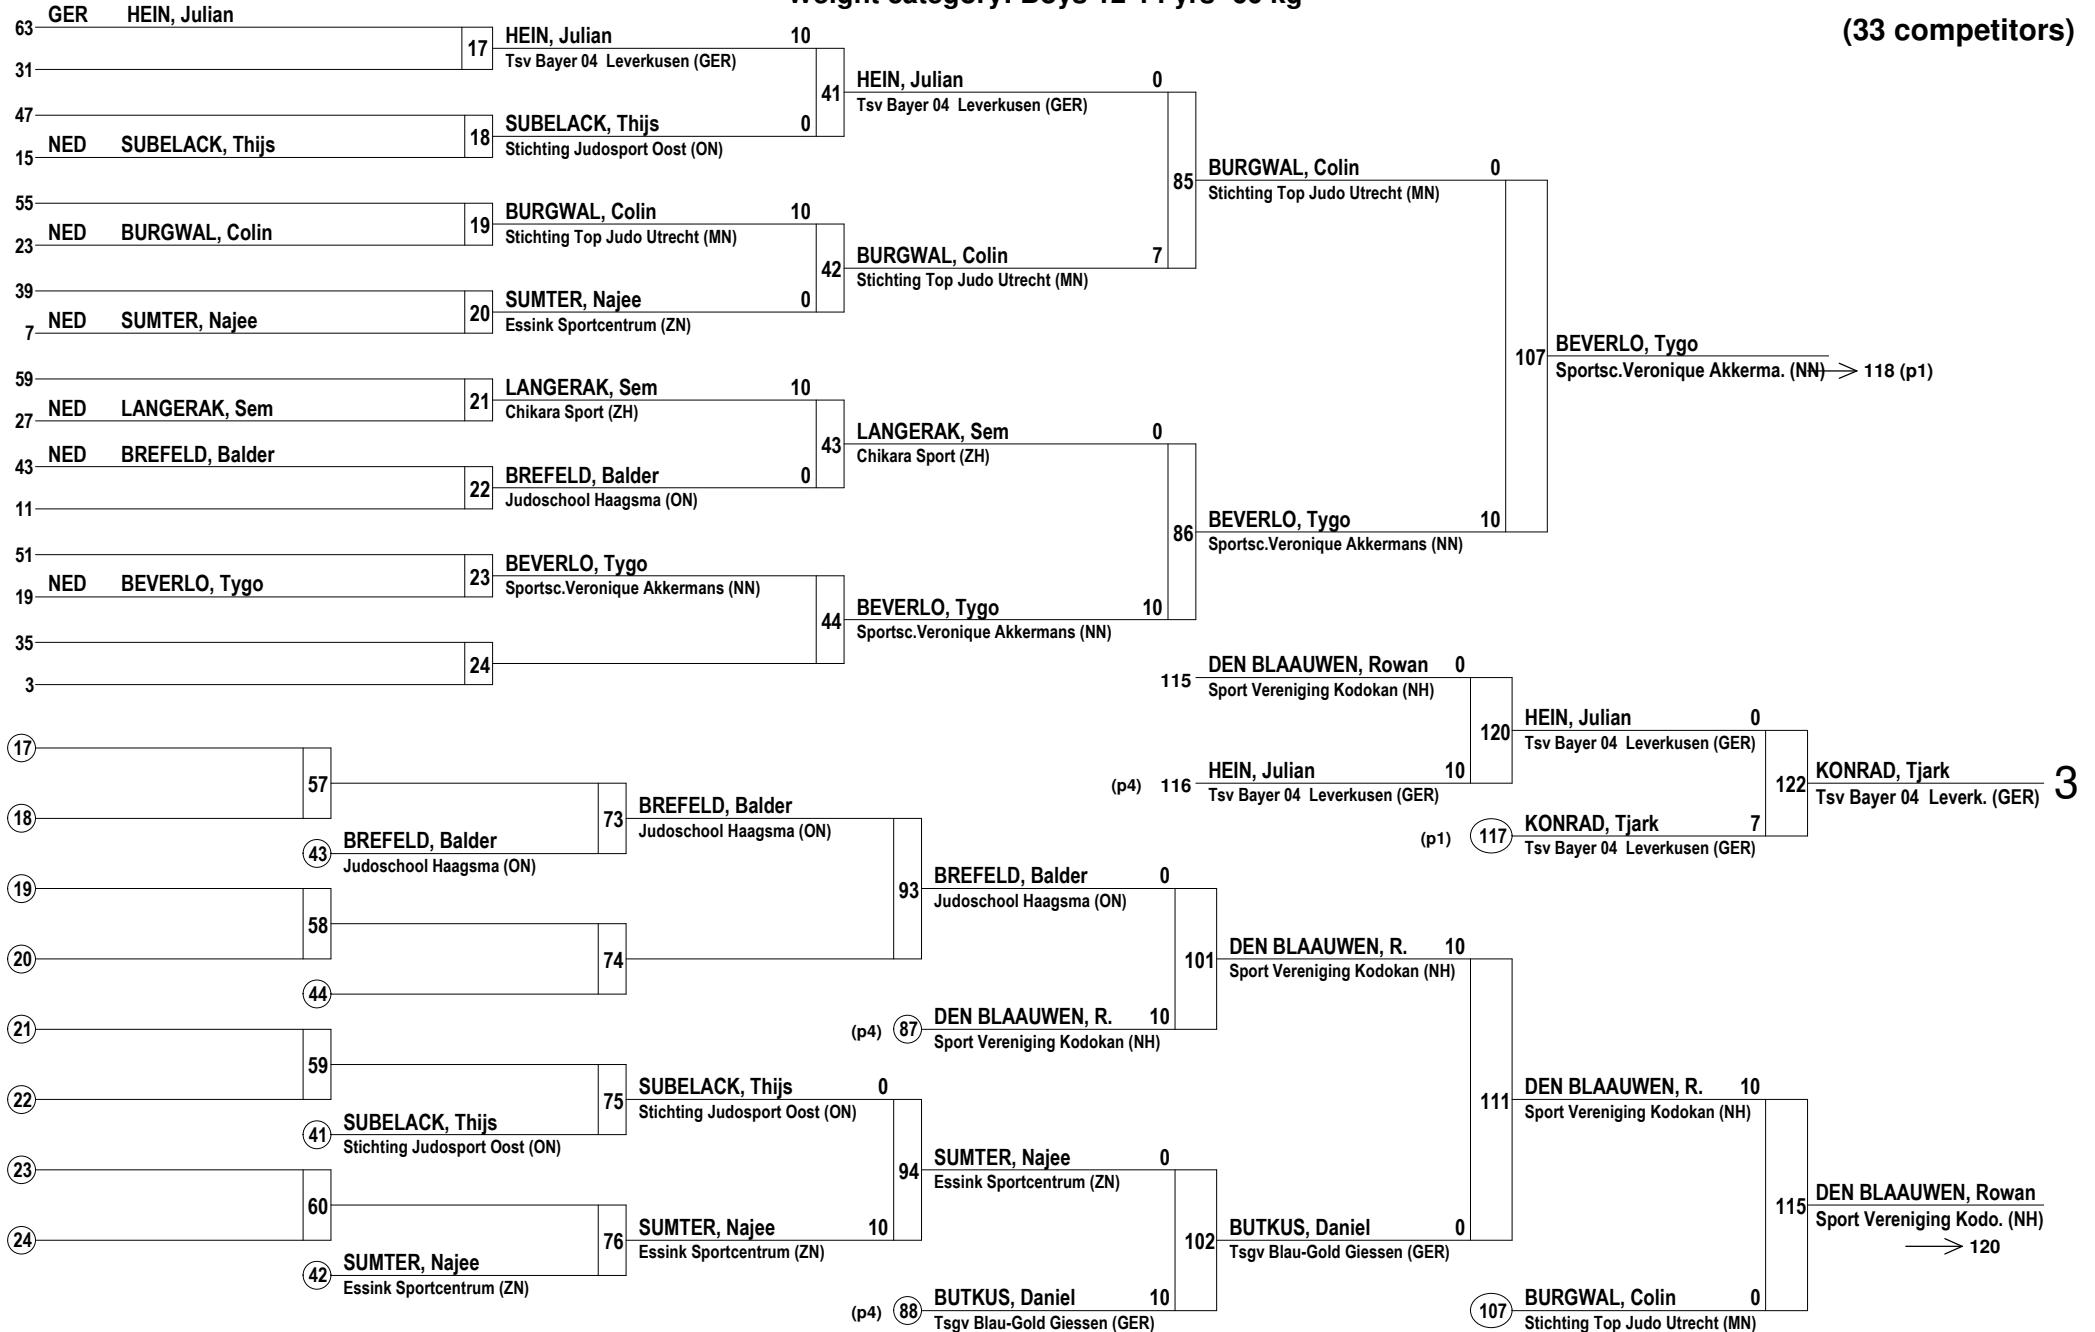 (33 competitors)
63 GER HEIN, Julian
31
17
47
15 NED SUBELACK, Thijs
18
55
23 NED BURGWAL, Colin
19
39
7 NED SUMTER, Najee
20
59
27 NED LANGERAK, Sem
21
43 NED BREFELD, Balder
11
22
51
19 NED BEVERLO, Tygo
23
35
3
24
HEIN, Julian 10
Tsv Bayer 04 Leverkusen (GER)
41
SUBELACK, Thijs 0
Stichting Judosport Oost (ON)
BURGWAL, Colin 10
Stichting Top Judo Utrecht (MN)
42
SUMTER, Najee 0
Essink Sportcentrum (ZN)
LANGERAK, Sem 10
Chikara Sport (ZH)
43
BREFELD, Balder 0
Judoschool Haagsma (ON)
BEVERLO, Tygo
Sportsc.Veronique Akkermans (NN)
44
HEIN, Julian 0
Tsv Bayer 04 Leverkusen (GER)
85
BURGWAL, Colin 7
Stichting Top Judo Utrecht (MN)
LANGERAK, Sem 0
Chikara Sport (ZH)
86
BEVERLO, Tygo 10
Sportsc.Veronique Akkermans (NN)
BURGWAL, Colin 0
Stichting Top Judo Utrecht (MN)
107
BEVERLO, Tygo 10
Sportsc.Veronique Akkermans (NN)
BEVERLO, Tygo
Sportsc.Veronique Akkerma. (NN) 118 (p1)
115 DEN BLAAUWEN, Rowan 0
Sport Vereniging Kodokan (NH)
120
(p4) 116 HEIN, Julian 10
Tsv Bayer 04 Leverkusen (GER)
HEIN, Julian 0
Tsv Bayer 04 Leverkusen (GER)
122
(p1) 117 KONRAD, Tjark 7
Tsv Bayer 04 Leverkusen (GER)
KONRAD, Tjark 3
Tsv Bayer 04 Leverk. (GER)
17
57
18
43 BREFELD, Balder
Judoschool Haagsma (ON)
73
19
58
20
44
74
21
59
22
41 SUBELACK, Thijs
Stichting Judosport Oost (ON)
75
23
60
24
42 SUMTER, Najee
Essink Sportcentrum (ZN)
76
BREFELD, Balder
Judoschool Haagsma (ON)
93
SUBELACK, Thijs 0
Stichting Judosport Oost (ON)
94
SUMTER, Najee 10
Essink Sportcentrum (ZN)
BREFELD, Balder 0
Judoschool Haagsma (ON)
101
(p4) 87 DEN BLAAUWEN, R. 10
Sport Vereniging Kodokan (NH)
SUMTER, Najee 0
Essink Sportcentrum (ZN)
102
(p4) 88 BUTKUS, Daniel 10
Tsgv Blau-Gold Giessen (GER)
DEN BLAAUWEN, R. 10
Sport Vereniging Kodokan (NH)
111
BUTKUS, Daniel 0
Tsgv Blau-Gold Giessen (GER)
DEN BLAAUWEN, R. 10
Sport Vereniging Kodokan (NH)
115
107 BURGWAL, Colin 0
Stichting Top Judo Utrecht (MN)
DEN BLAAUWEN, Rowan
Sport Vereniging Kodo. (NH)
120